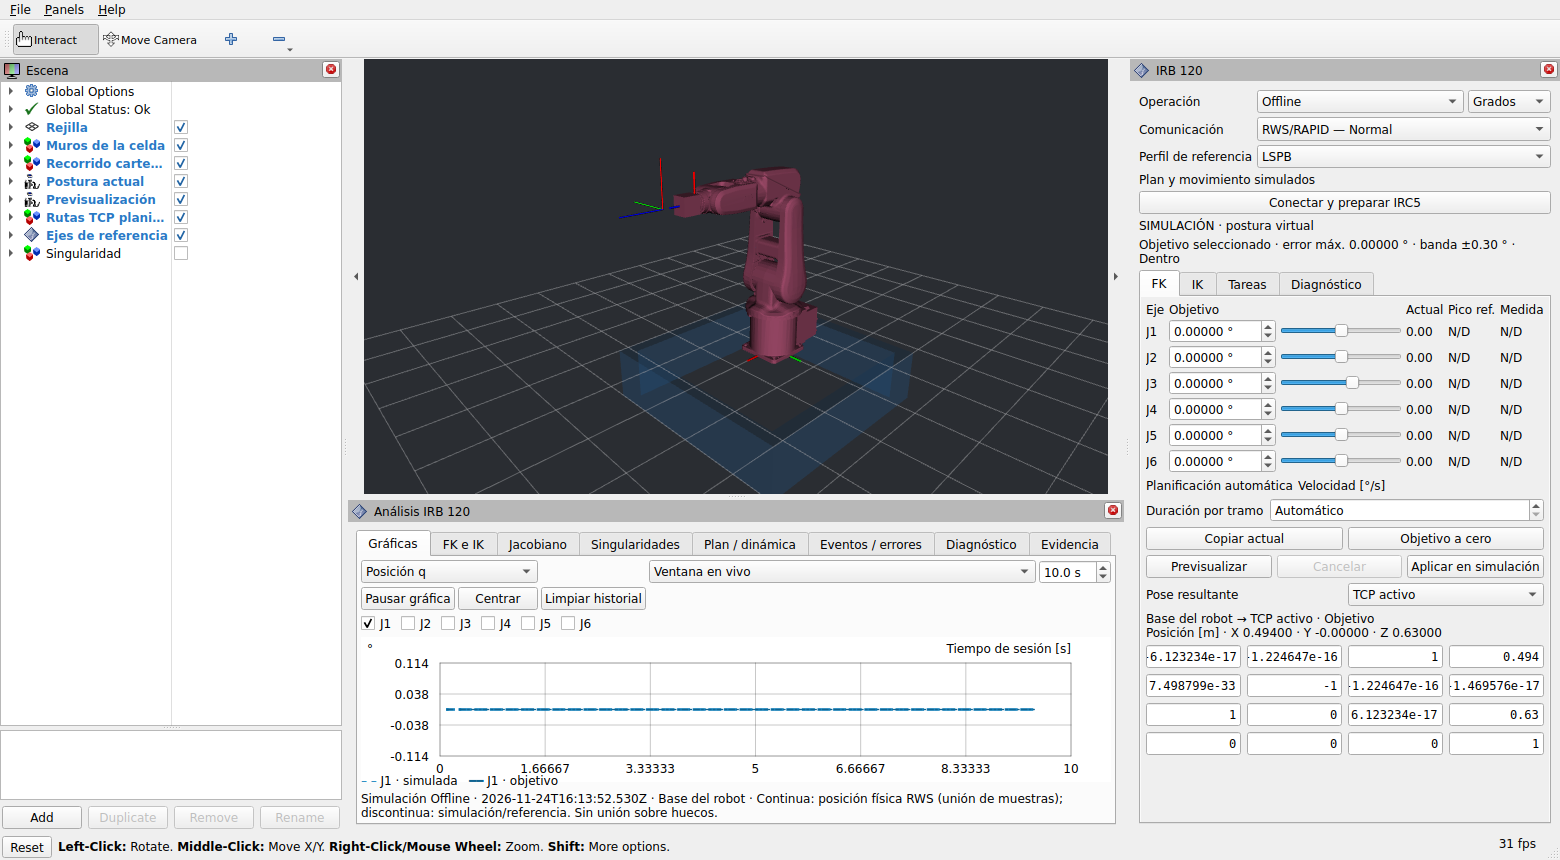 File Panels Help
Interact Move Camera
Escena
Global Options
Global Status: Ok
Rejilla
Muros de la celda
Recorrido carte...
Postura actual
Previsualización
Rutas TCP plani...
Ejes de referencia
Singularidad
Add Duplicate Remove Rename
Reset Left-Click: Rotate. Middle-Click: Move X/Y. Right-Click/Mouse Wheel: Zoom. Shift: More options.
31 fps
Análisis IRB 120
Gráficas FK e IK Jacobiano Singularidades Plan / dinámica Eventos / errores Diagnóstico Evidencia
Posición q Ventana en vivo 10.0 s
Pausar gráfica Centrar Limpiar historial
J1 J2 J3 J4 J5 J6
° Tiempo de sesión [s]
0.114
0.038
-0.038
-0.114
0 1.66667 3.33333 5 6.66667 8.33333 10
J1 · simulada J1 · objetivo
Simulación Offline · 2026-11-24T16:13:52.530Z · Base del robot · Continua: posición física RWS (unión de muestras);
discontinua: simulación/referencia. Sin unión sobre huecos.
IRB 120
Operación Offline Grados
Comunicación RWS/RAPID — Normal
Perfil de referencia LSPB
Plan y movimiento simulados
Conectar y preparar IRC5
SIMULACIÓN · postura virtual
Objetivo seleccionado · error máx. 0.00000 ° · banda ±0.30 ° ·
Dentro
FK IK Tareas Diagnóstico
Eje Objetivo Actual Pico ref. Medida
J1 0.00000 ° 0.00 N/D N/D
J2 0.00000 ° 0.00 N/D N/D
J3 0.00000 ° 0.00 N/D N/D
J4 0.00000 ° 0.00 N/D N/D
J5 0.00000 ° 0.00 N/D N/D
J6 0.00000 ° 0.00 N/D N/D
Planificación automática Velocidad [°/s]
Duración por tramo Automático
Copiar actual Objetivo a cero
Previsualizar Cancelar Aplicar en simulación
Pose resultante TCP activo
Base del robot → TCP activo · Objetivo
Posición [m] · X 0.49400 · Y -0.00000 · Z 0.63000
-6.123234e-17 -1.224647e-16 1 0.494
7.498799e-33 -1 -1.224647e-16 -1.469576e-17
1 0 6.123234e-17 0.63
0 0 0 1